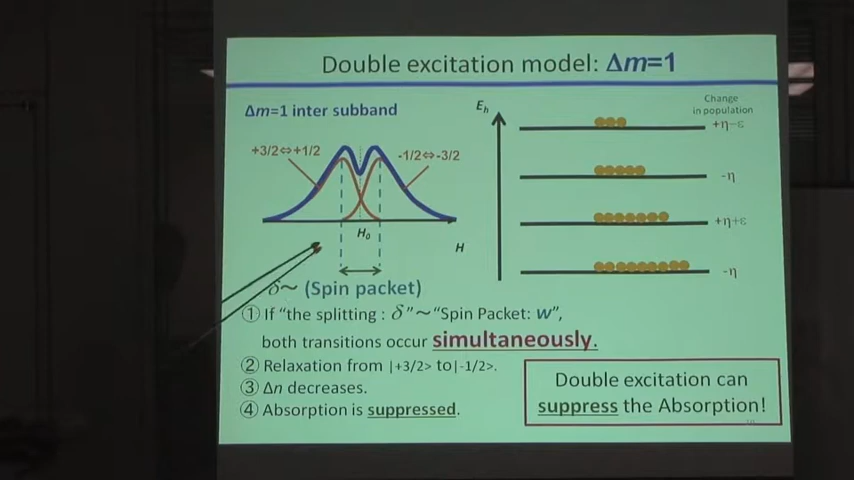 Double excitation model: Δm=1
Δm=1 inter subband
+3/2⇔+1/2
-1/2⇔-3/2
H₀
H
δ~ (Spin packet)
Eₕ
Change
in population
+η−ε
-η
+η+ε
-η
① If “the splitting : δ”~“Spin Packet: w”,
both transitions occur simultaneously.
② Relaxation from |+3/2> to|-1/2>.
③ Δn decreases.
④ Absorption is suppressed.
Double excitation can
suppress the Absorption!